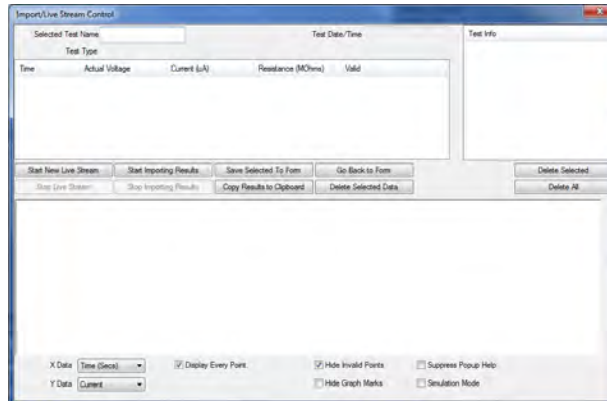 Import/Live Stream Control
Selected Test Name Test Date/Time Test Info
Test Type
Time Actual Voltage Current (uA) Resistance (MOhms) Valid
Start New Live Stream Start Importing Results Save Selected To Form Go Back to Form Delete Selected
Stop Live Stream Stop Importing Results Copy Results to Clipboard Delete Selected Data Delete All
X Data Time (Secs) Display Every Point Hide Invalid Points Suppress Popup Help
Y Data Current Hide Graph Marks Simulation Mode